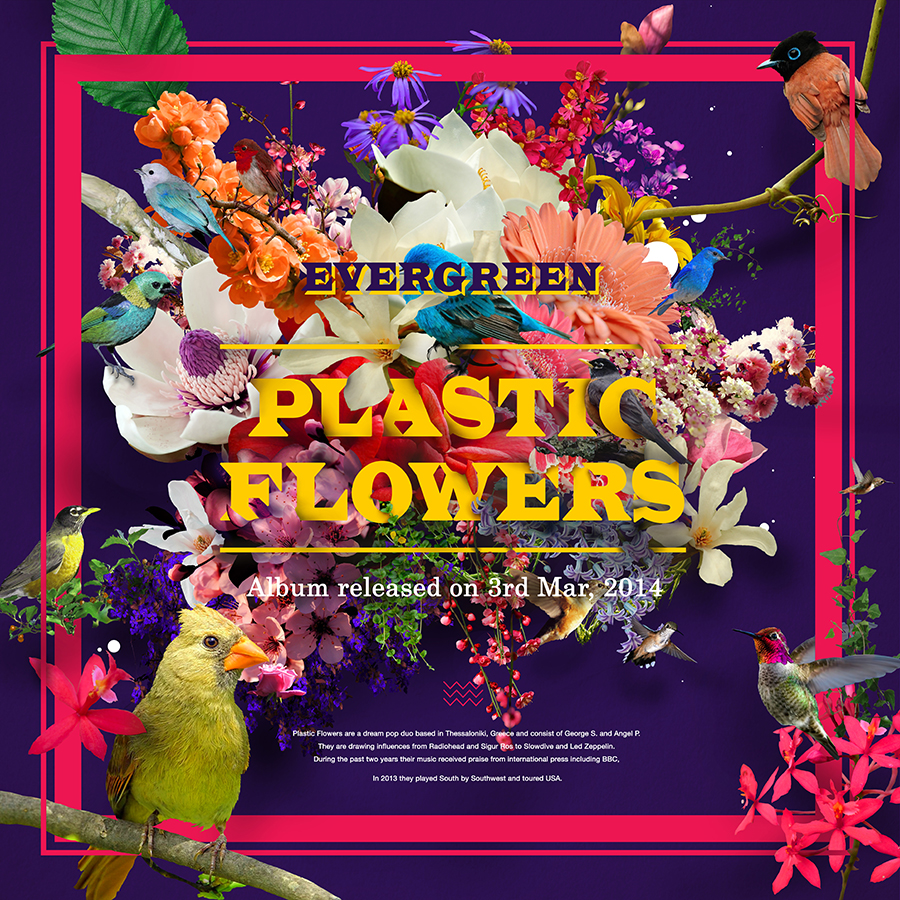 EVERGREEN
PLASTIC
FLOWERS
Album released on 3rd Mar, 2014
Plastic Flowers are a dream pop duo based in Thessaloniki, Greece and consist of George S. and Angel P.
They are drawing influences from Radiohead and Sigur Ros to Slowdive and Led Zeppelin.
During the past two years their music received praise from international press including BBC,
In 2013 they played South by Southwest and toured USA.